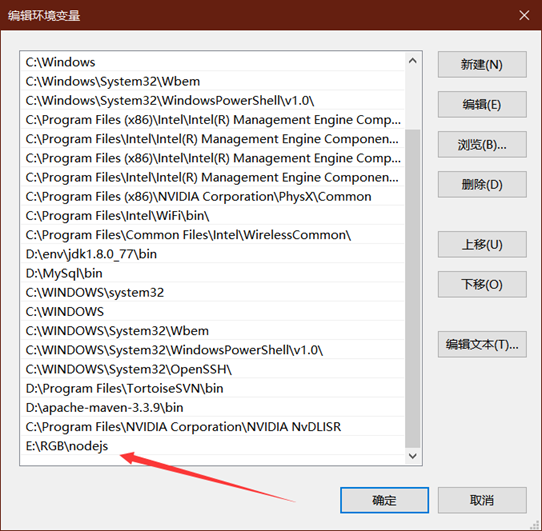 编辑环境变量
C:\Windows
C:\Windows\System32\Wbem
C:\Windows\System32\WindowsPowerShell\v1.0\
C:\Program Files (x86)\Intel\Intel(R) Management Engine Comp...
C:\Program Files\Intel\Intel(R) Management Engine Componen...
C:\Program Files (x86)\Intel\Intel(R) Management Engine Comp...
C:\Program Files\Intel\Intel(R) Management Engine Componen...
C:\Program Files (x86)\NVIDIA Corporation\PhysX\Common
C:\Program Files\Intel\WiFi\bin\
C:\Program Files\Common Files\Intel\WirelessCommon\
D:\env\jdk1.8.0_77\bin
D:\MySql\bin
C:\WINDOWS\system32
C:\WINDOWS
C:\WINDOWS\System32\Wbem
C:\WINDOWS\System32\WindowsPowerShell\v1.0\
C:\WINDOWS\System32\OpenSSH\
D:\Program Files\TortoiseSVN\bin
D:\apache-maven-3.3.9\bin
C:\Program Files\NVIDIA Corporation\NVIDIA NvDLISR
E:\RGB\nodejs
新建(N)
编辑(E)
浏览(B)...
删除(D)
上移(U)
下移(O)
编辑文本(T)...
确定
取消